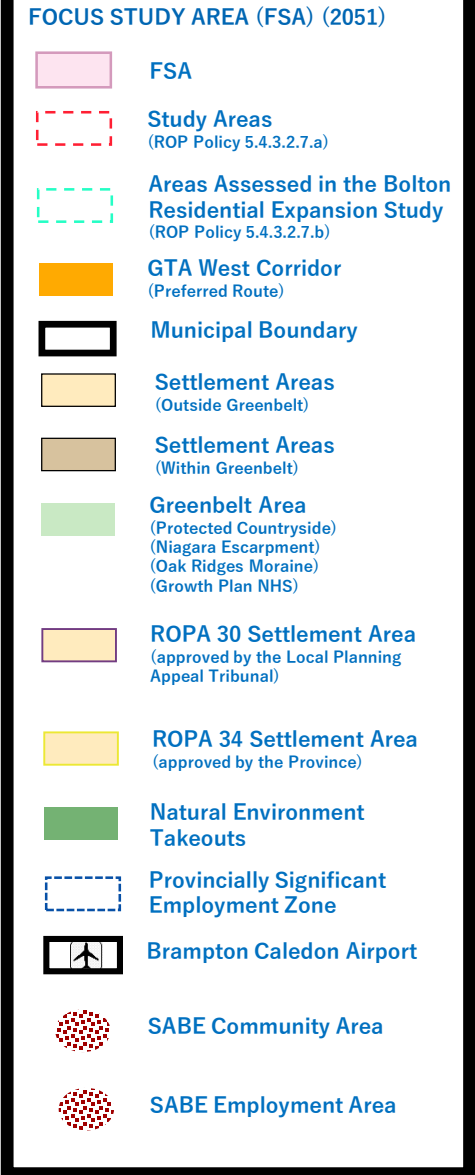 FOCUS STUDY AREA (FSA) (2051)
FSA
Study Areas
(ROP Policy 5.4.3.2.7.a)
Areas Assessed in the Bolton
Residential Expansion Study
(ROP Policy 5.4.3.2.7.b)
GTA West Corridor
(Preferred Route)
Municipal Boundary
Settlement Areas
(Outside Greenbelt)
Settlement Areas
(Within Greenbelt)
Greenbelt Area
(Protected Countryside)
(Niagara Escarpment)
(Oak Ridges Moraine)
(Growth Plan NHS)
ROPA 30 Settlement Area
(approved by the Local Planning
Appeal Tribunal)
ROPA 34 Settlement Area
(approved by the Province)
Natural Environment
Takeouts
Provincially Significant
Employment Zone
Brampton Caledon Airport
SABE Community Area
SABE Employment Area